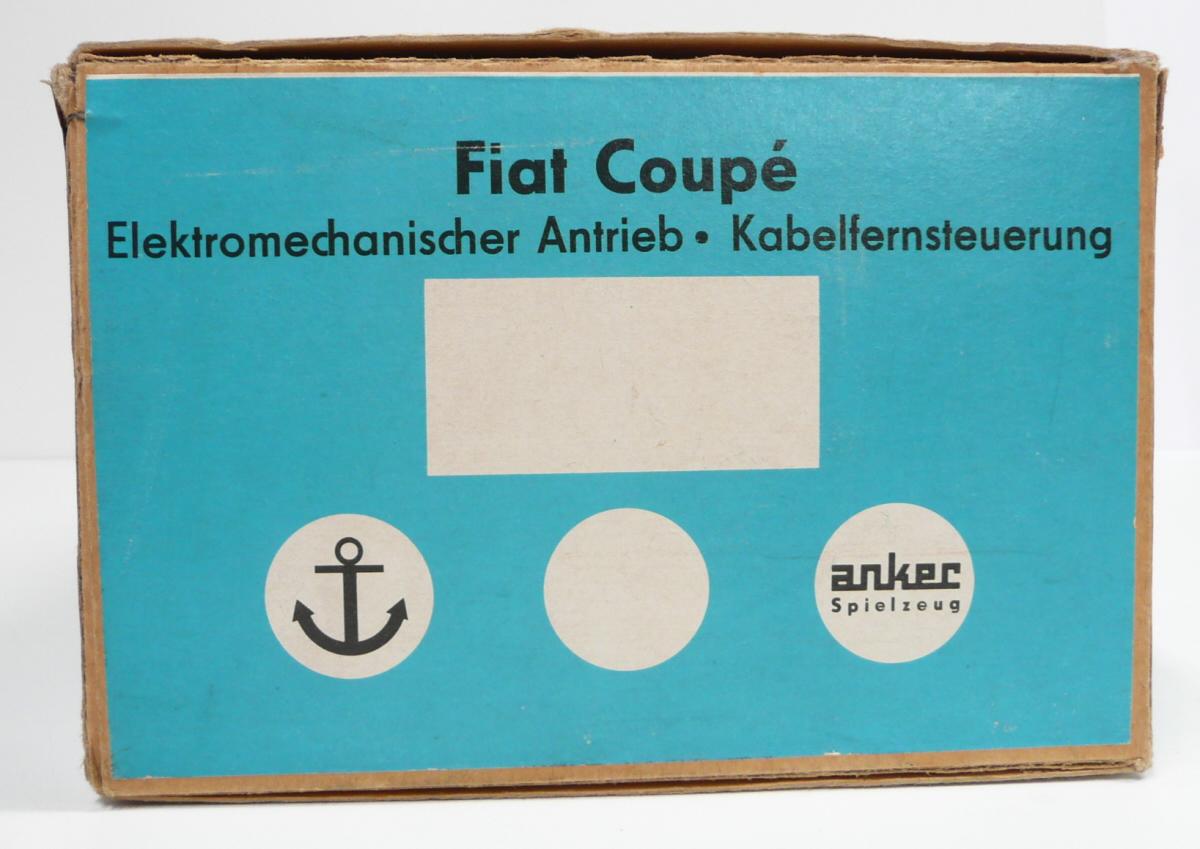 Fiat Coupé
Elektromechanischer Antrieb • Kabelfernsteuerung
anker
Spielzeug